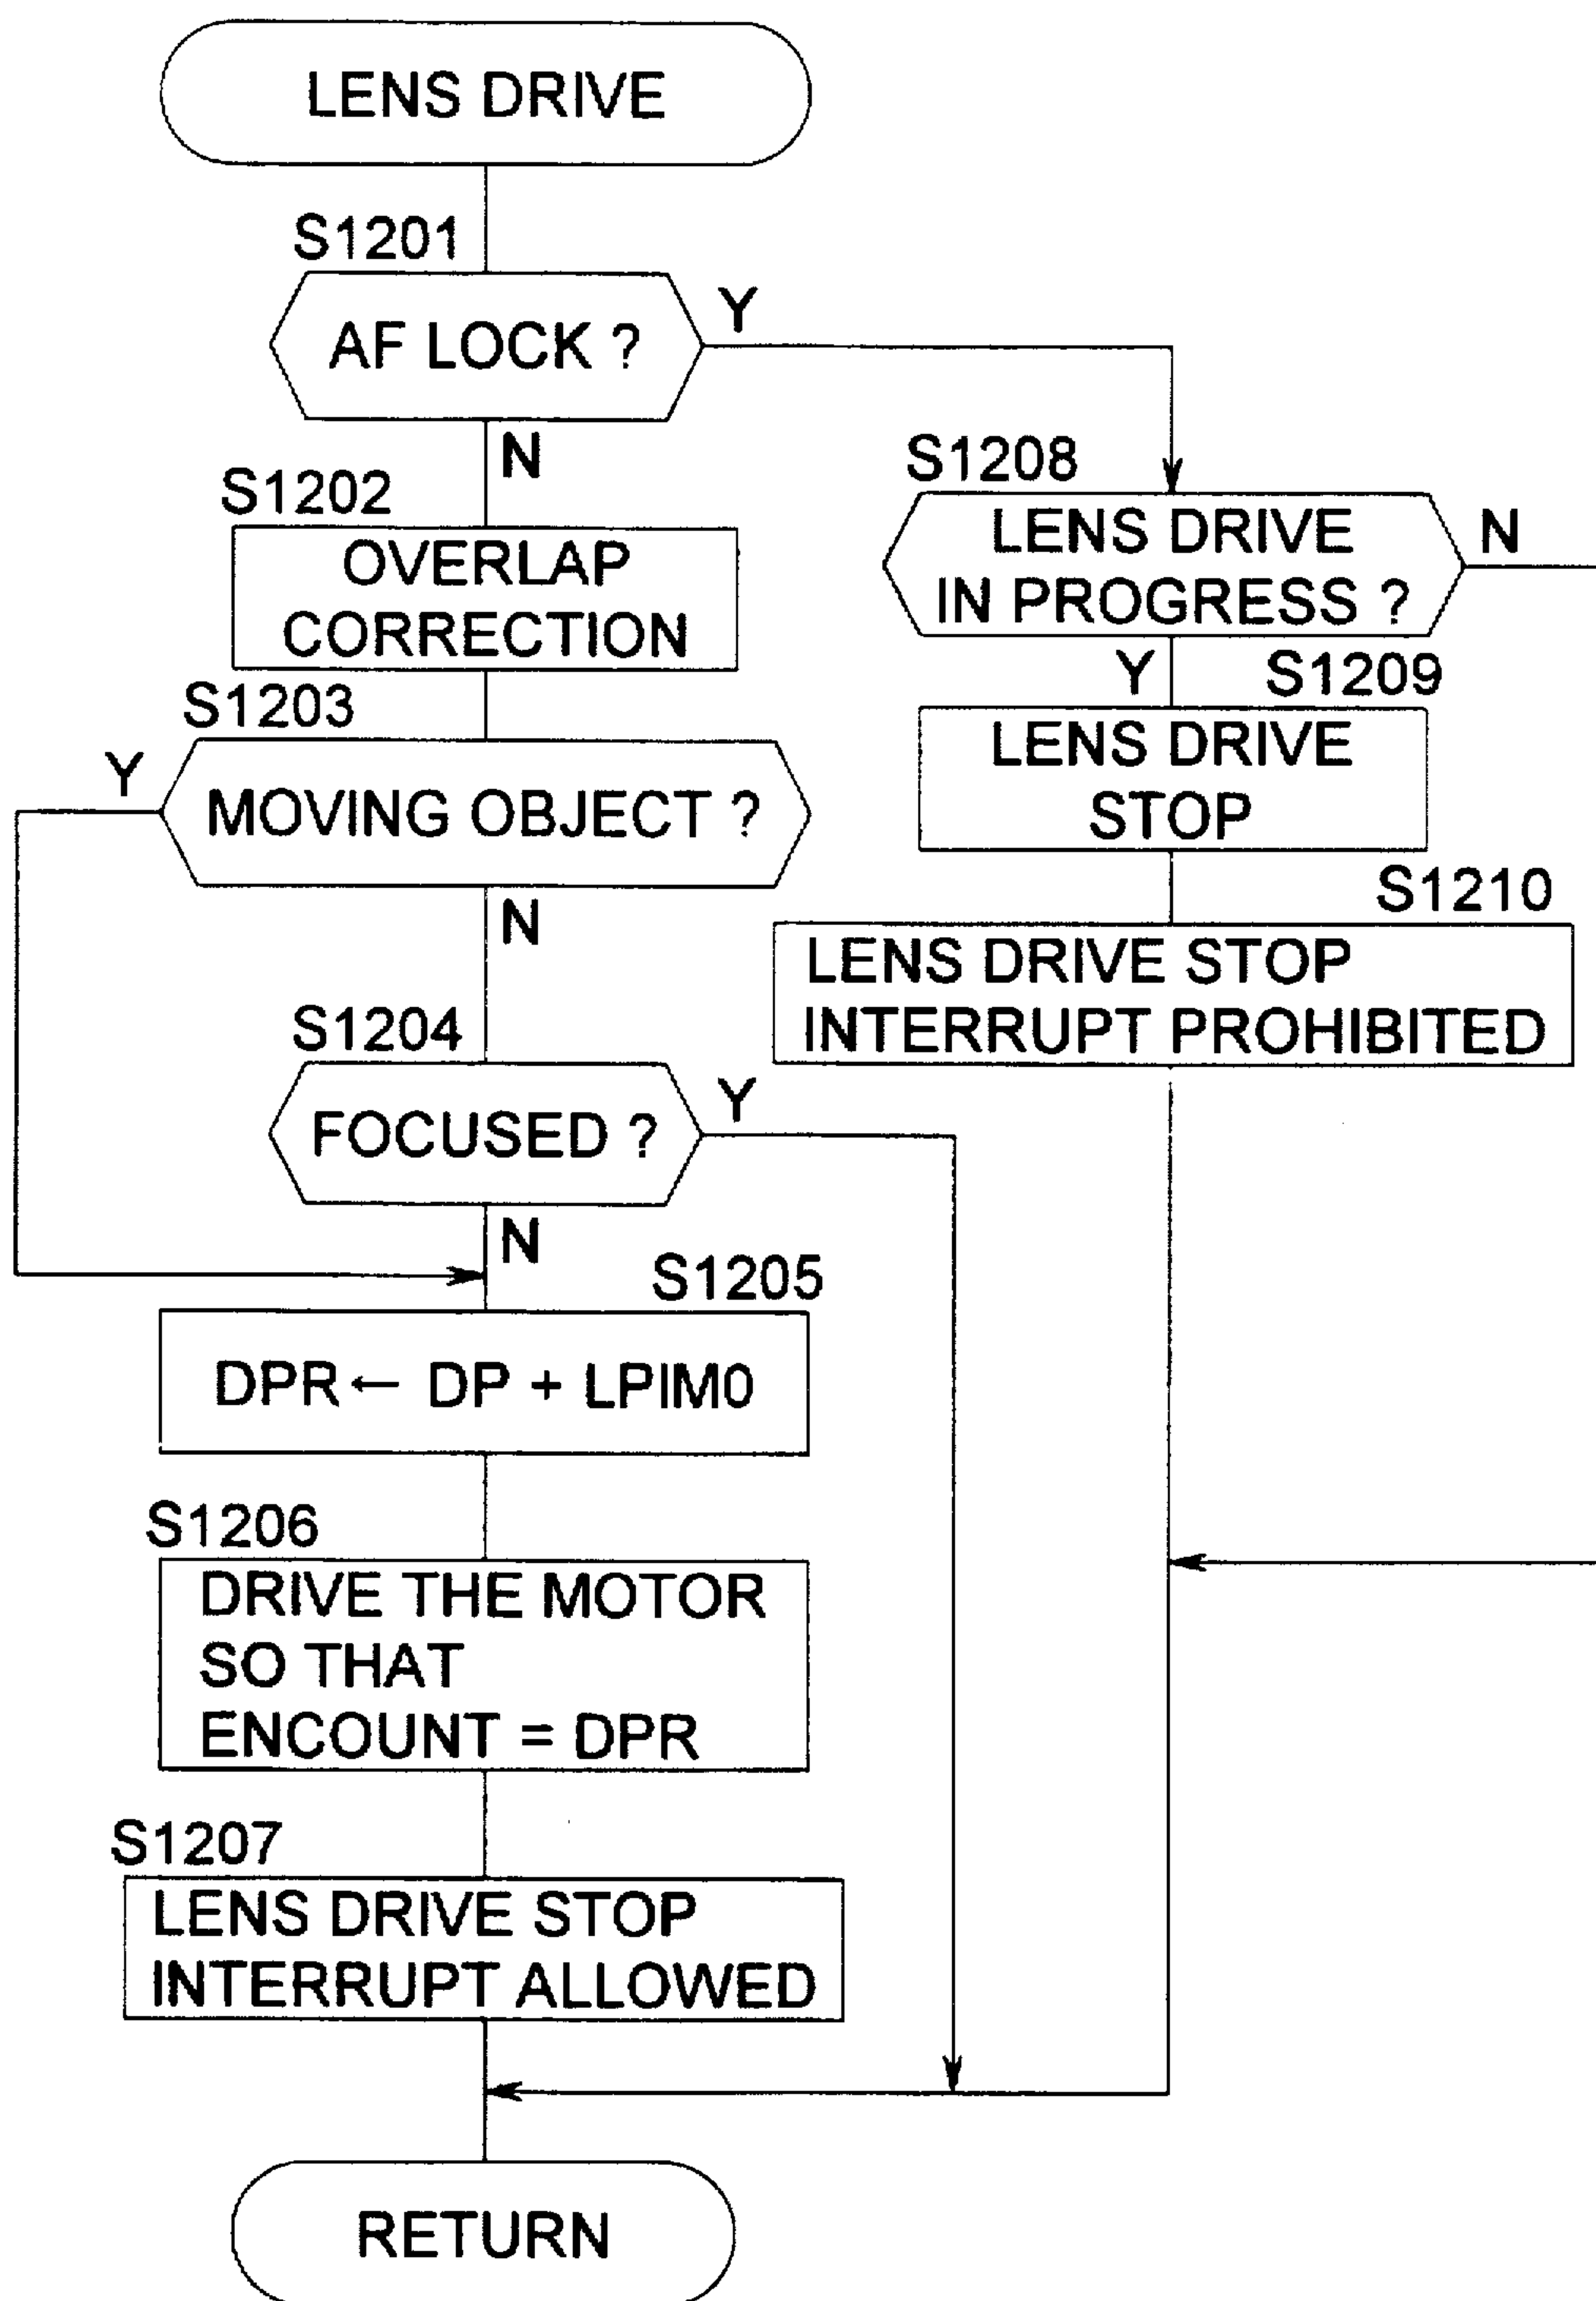 LENS DRIVE
S1201
AF LOCK ?
Y
N
S1202
OVERLAP
CORRECTION
S1203
Y
MOVING OBJECT ?
N
S1204
FOCUSED ?
Y
N
S1205
DPR ← DP + LPIM0
S1206
DRIVE THE MOTOR
SO THAT
ENCOUNT = DPR
S1207
LENS DRIVE STOP
INTERRUPT ALLOWED
RETURN
S1208
LENS DRIVE
IN PROGRESS ?
N
Y
S1209
LENS DRIVE
STOP
S1210
LENS DRIVE STOP
INTERRUPT PROHIBITED